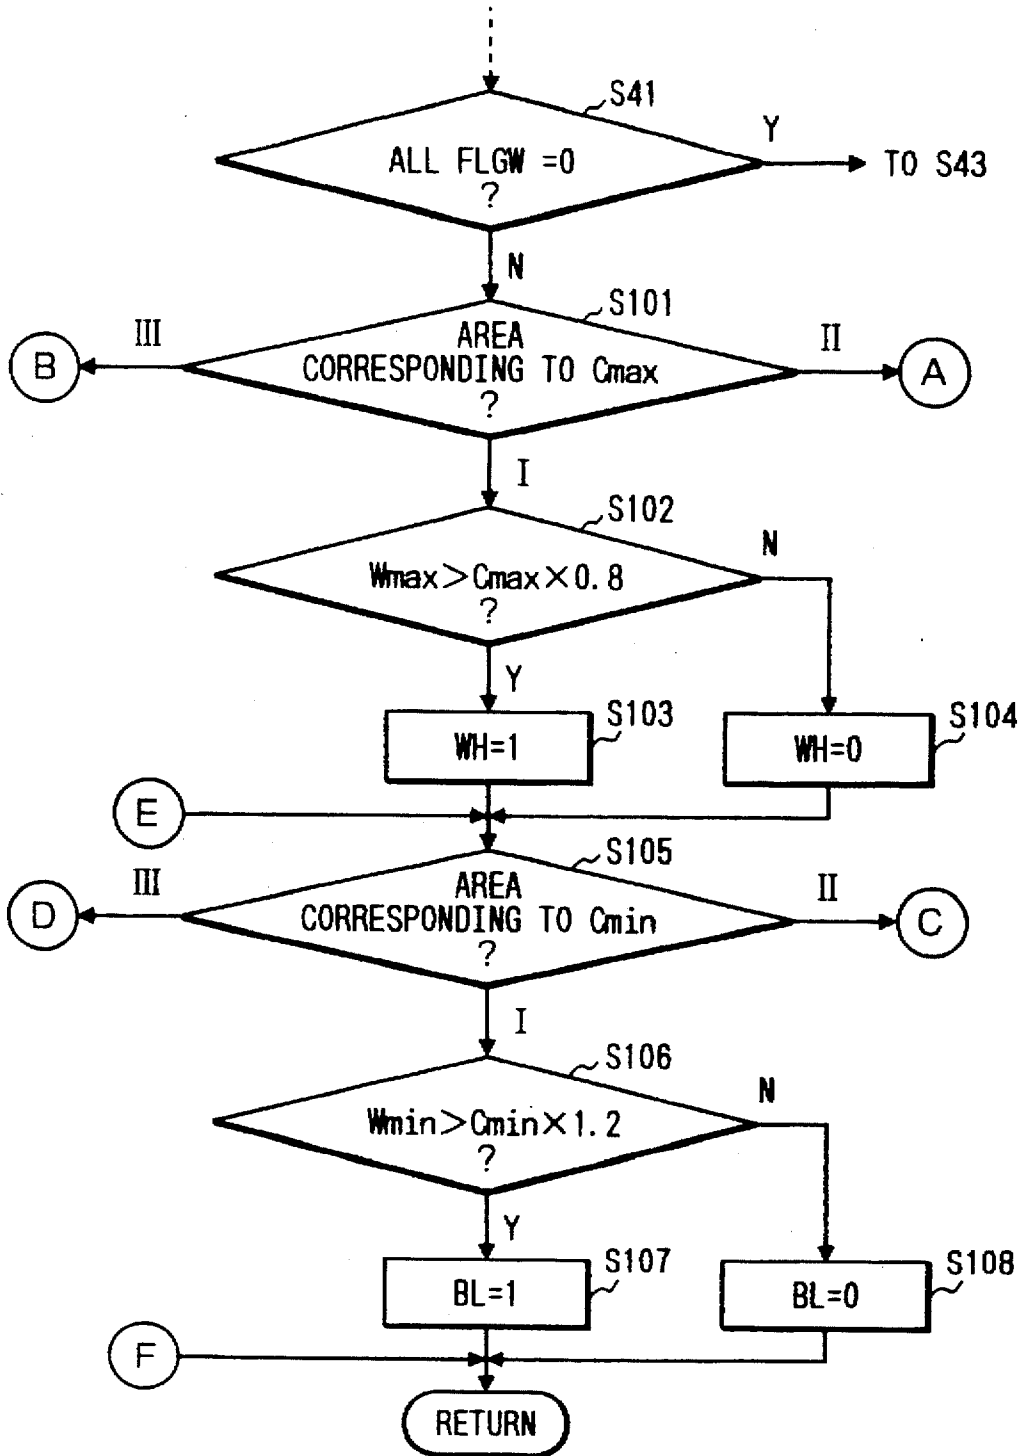 S41
Y
ALL FLGW =0
?
TO S43
N
S101
III
AREA
CORRESPONDING TO Cmax
?
II
B
A
I
S102
N
Wmax>Cmax×0.8
?
Y
S103
S104
WH=1
WH=0
E
S105
III
AREA
CORRESPONDING TO Cmin
?
II
D
C
I
S106
N
Wmin>Cmin×1.2
?
Y
S107
S108
BL=1
BL=0
F
RETURN